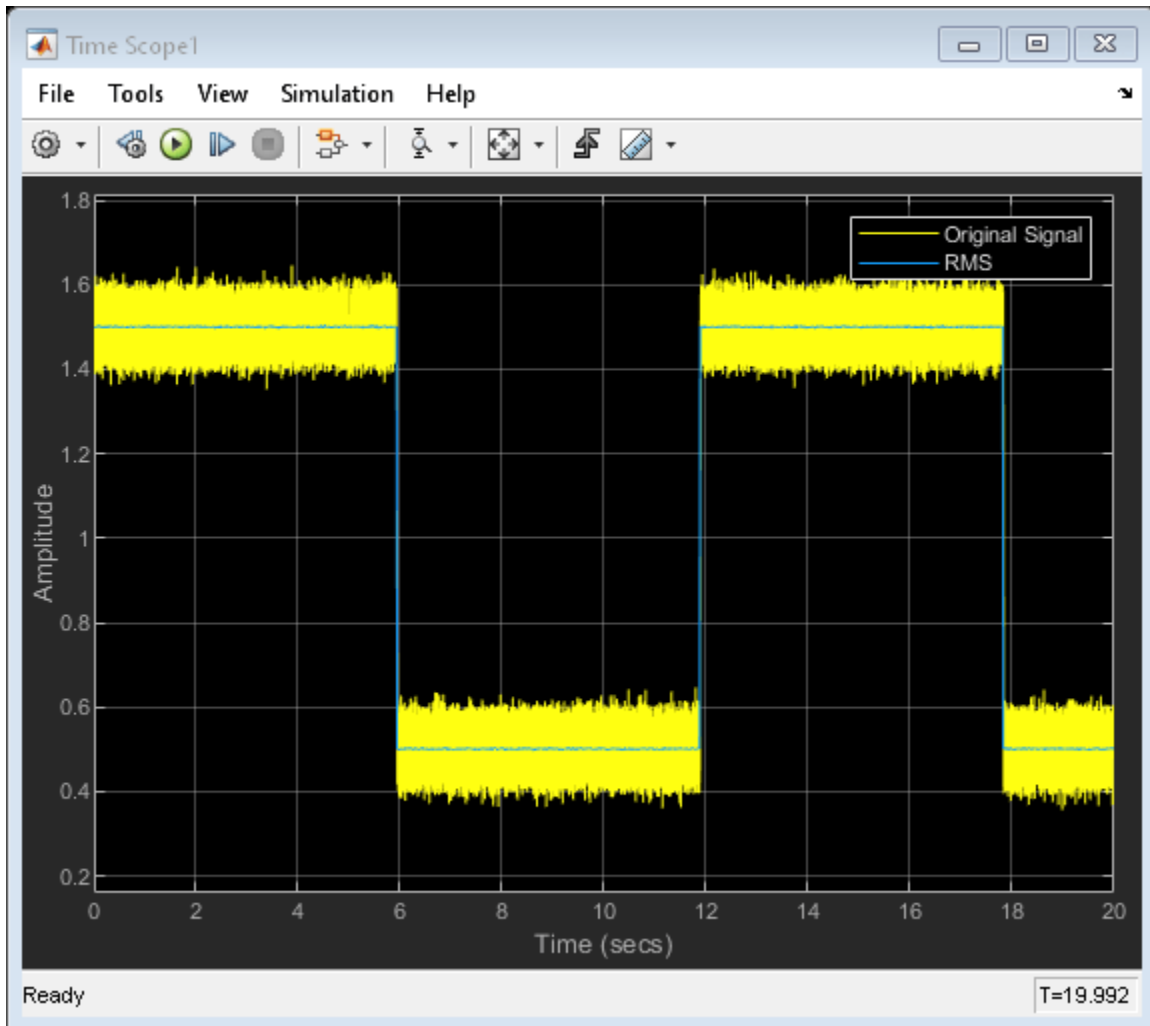 Time Scope1
File Tools View Simulation Help
1.8
1.6
1.4
1.2
1
0.8
0.6
0.4
0.2
Amplitude
Original Signal
RMS
0 2 4 6 8 10 12 14 16 18 20
Time (secs)
Ready T=19.992